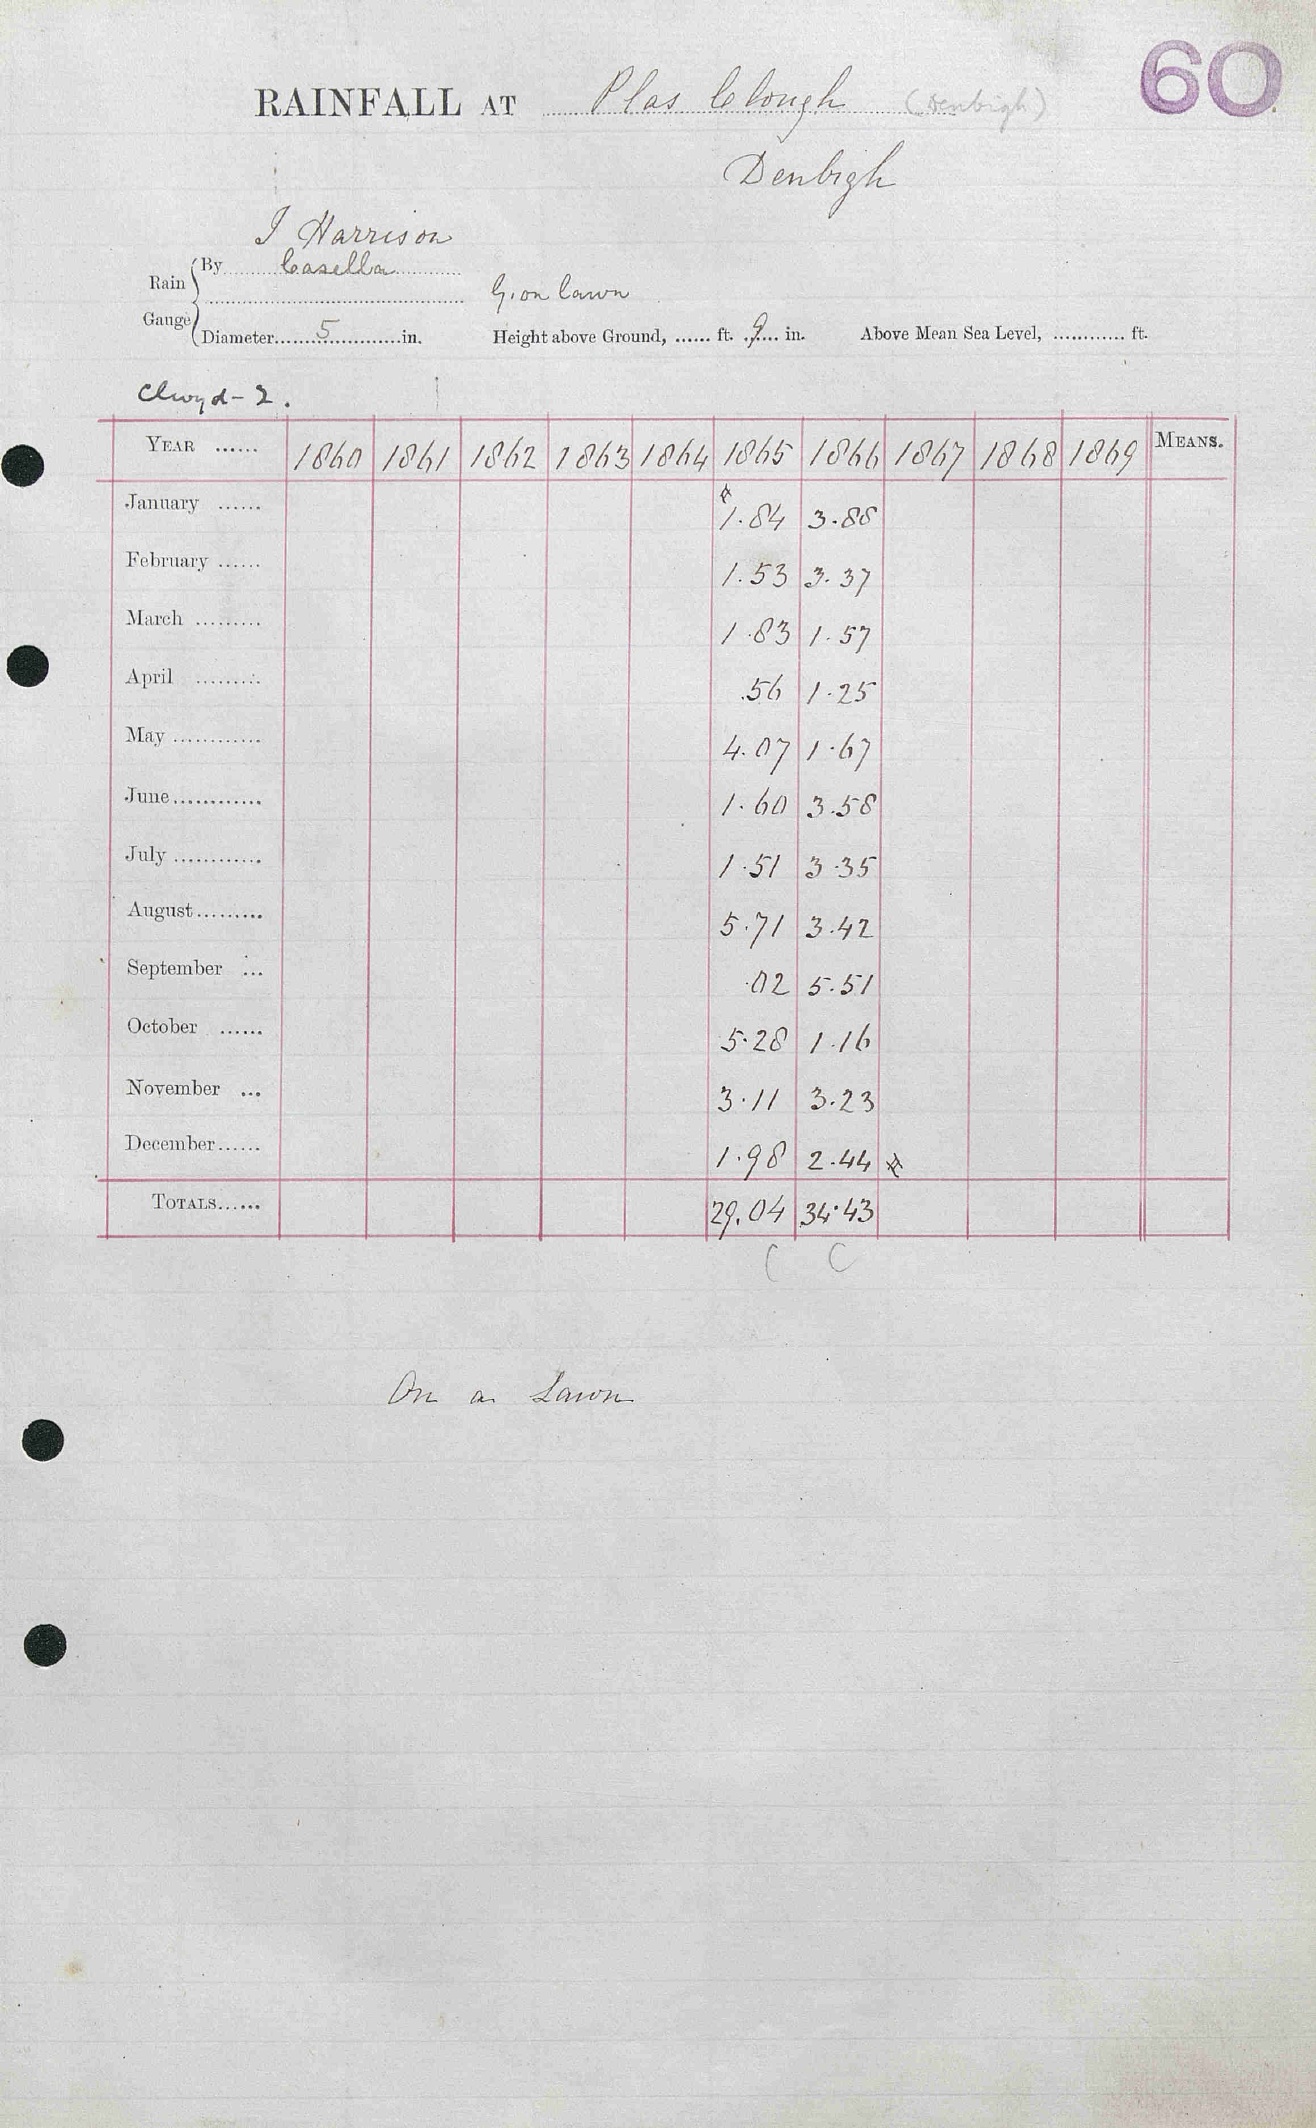 60
RAINFALL AT Plas Clough (Denbigh)
Denbigh
J Harrison
Rain Gauge
By Casella
G. on lawn
Diameter 5 in. Height above Ground, ...... ft. 9 in. Above Mean Sea Level, ............ ft.
Clwyd - 2.
YEAR ...... 1860 1861 1862 1863 1864 1865 1866 1867 1868 1869 MEANS.
January ...... 1.84 3.88
February ...... 1.53 3.37
March ......... 1.83 1.57
April ......... .56 1.25
May ............ 4.07 1.67
June ............ 1.60 3.58
July ............ 1.51 3.35
August ......... 5.71 3.42
September ... .02 5.51
October ...... 5.28 1.16
November ... 3.11 3.23
December ...... 1.98 2.44
TOTALS ...... 29.04 34.43
C C
On a Lawn